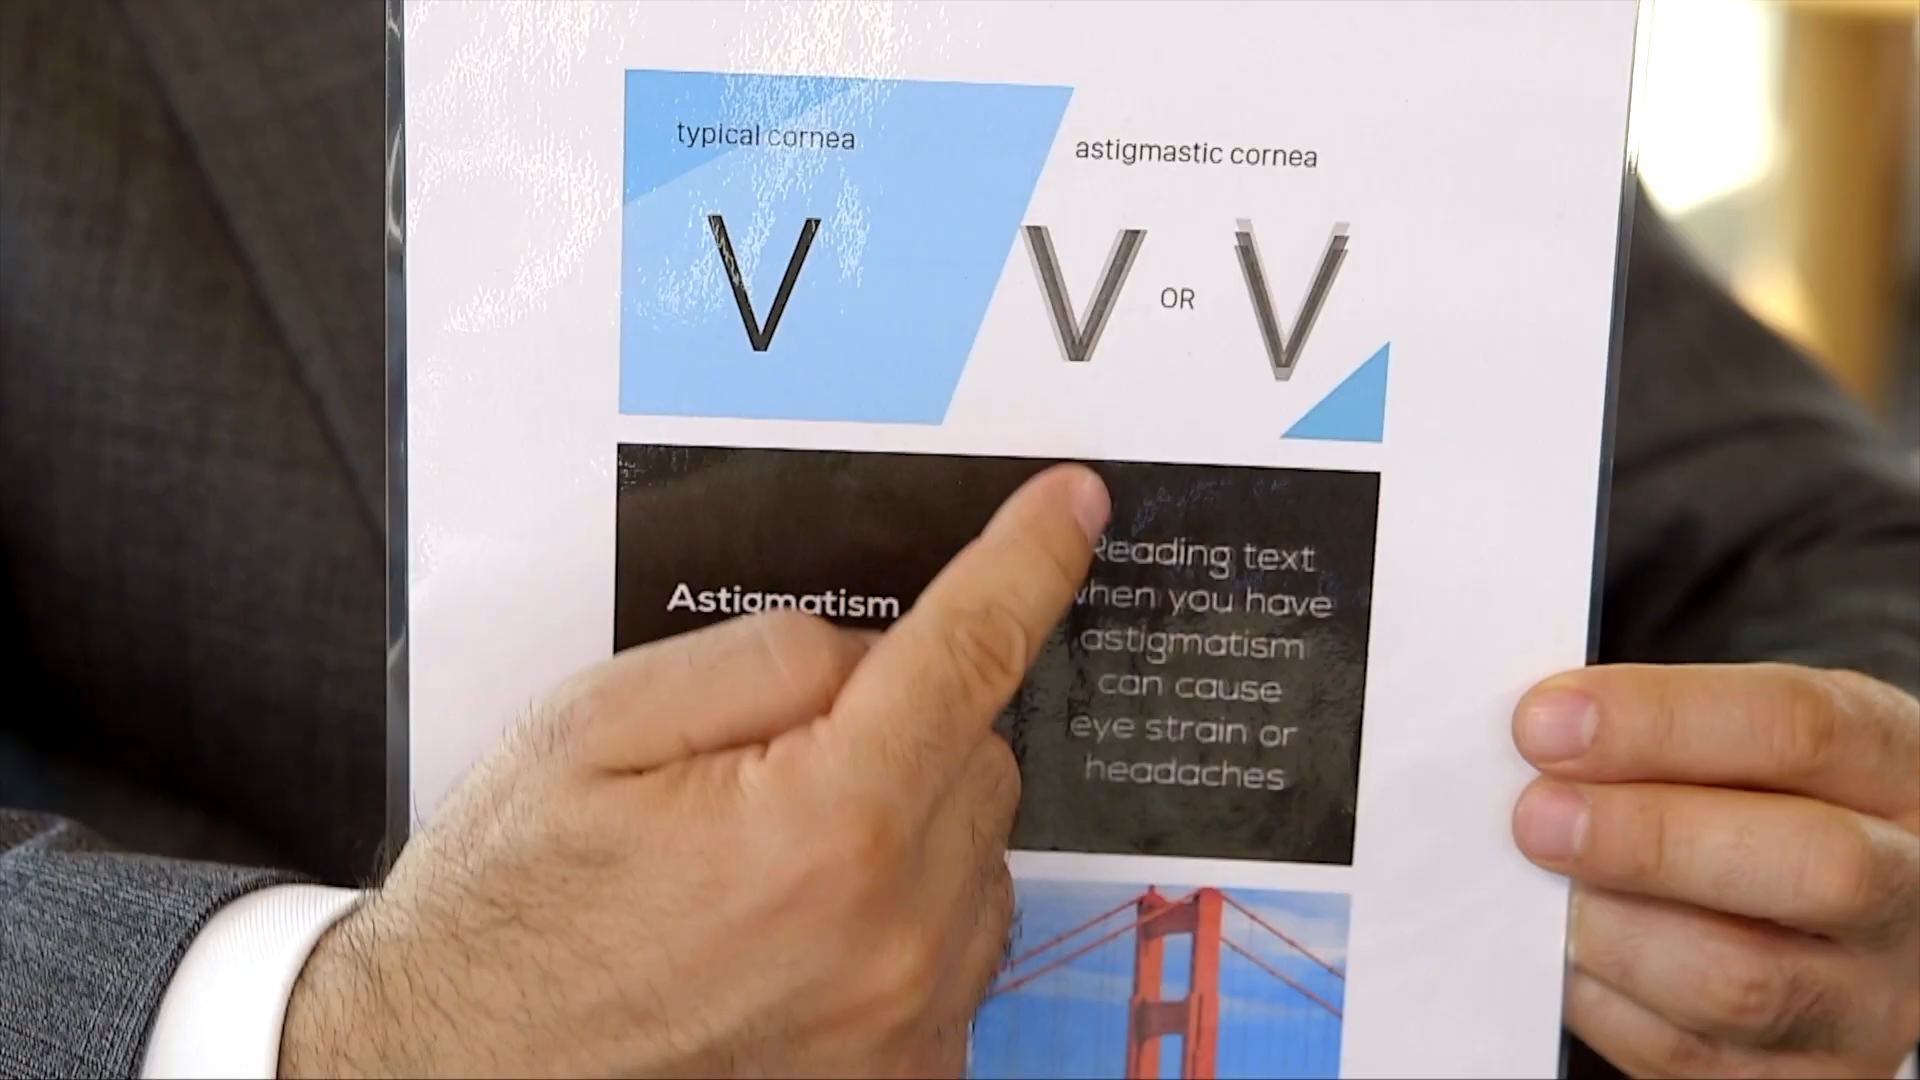 typical cornea
astigmastic cornea
V
V OR V
Astigmatism
Reading text
when you have
astigmatism
can cause
eye strain or
headaches